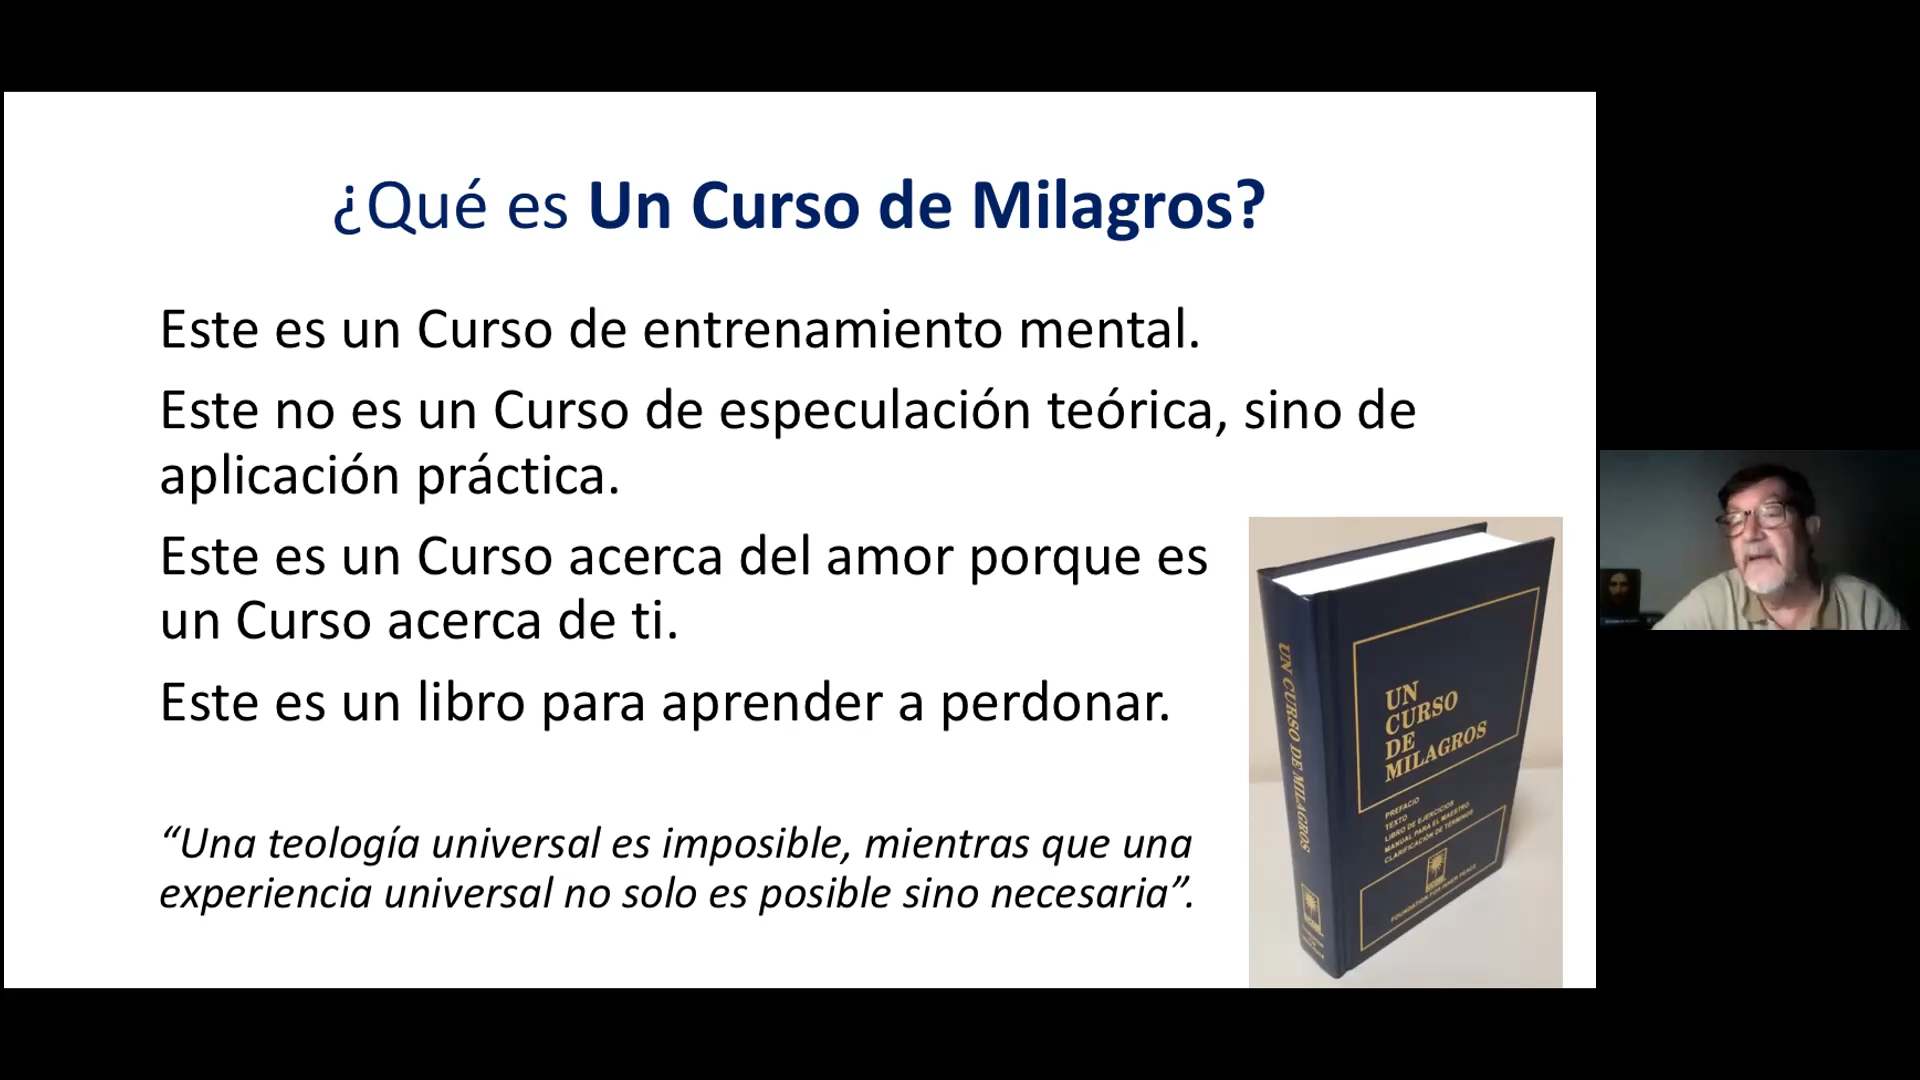 ¿Qué es Un Curso de Milagros?
Este es un Curso de entrenamiento mental.
Este no es un Curso de especulación teórica, sino de
aplicación práctica.
Este es un Curso acerca del amor porque es
un Curso acerca de ti.
Este es un libro para aprender a perdonar.
“Una teología universal es imposible, mientras que una
experiencia universal no solo es posible sino necesaria”.
UN CURSO DE MILAGROS
UN
CURSO
DE
MILAGROS
PREFACIO
TEXTO
LIBRO DE EJERCICIOS
MANUAL PARA EL MAESTRO
CLARIFICACIÓN DE TÉRMINOS
FOUNDATION FOR INNER PEACE